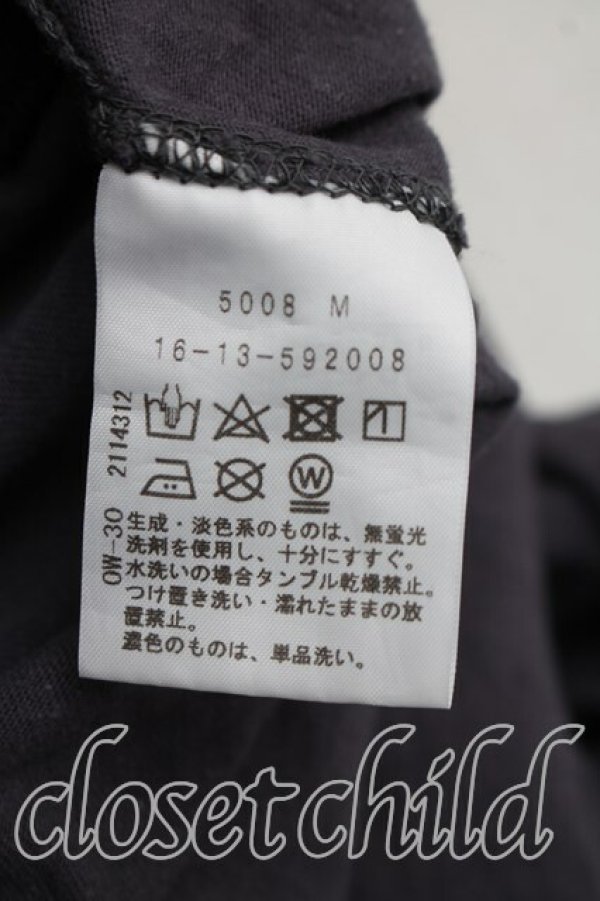 5008 M
16-13-592008
2114312
OW-30
W
生成・淡色系のものは、無蛍光
洗剤を使用し、十分にすすぐ。
水洗いの場合タンブル乾燥禁止。
つけ置き洗い・濡れたままの放
置禁止。
濃色のものは、単品洗い。
closet child